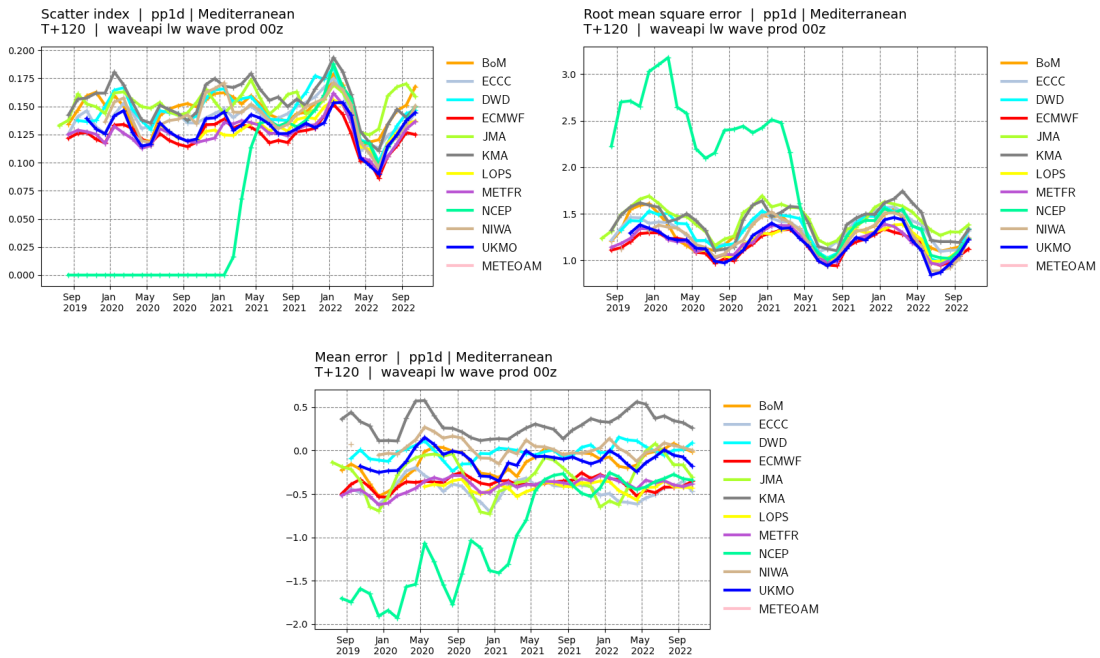 Scatter index | pp1d | Mediterranean
T+120 | waveapi lw wave prod 00z
0.200
0.175
0.150
0.125
0.100
0.075
0.050
0.025
0.000
Sep 2019
Jan 2020
May 2020
Sep 2020
Jan 2021
May 2021
Sep 2021
Jan 2022
May 2022
Sep 2022
BoM
ECCC
DWD
ECMWF
JMA
KMA
LOPS
METFR
NCEP
NIWA
UKMO
METEOAM
Root mean square error | pp1d | Mediterranean
T+120 | waveapi lw wave prod 00z
3.0
2.5
2.0
1.5
1.0
Sep 2019
Jan 2020
May 2020
Sep 2020
Jan 2021
May 2021
Sep 2021
Jan 2022
May 2022
Sep 2022
BoM
ECCC
DWD
ECMWF
JMA
KMA
LOPS
METFR
NCEP
NIWA
UKMO
METEOAM
Mean error | pp1d | Mediterranean
T+120 | waveapi lw wave prod 00z
0.5
0.0
−0.5
−1.0
−1.5
−2.0
Sep 2019
Jan 2020
May 2020
Sep 2020
Jan 2021
May 2021
Sep 2021
Jan 2022
May 2022
Sep 2022
BoM
ECCC
DWD
ECMWF
JMA
KMA
LOPS
METFR
NCEP
NIWA
UKMO
METEOAM